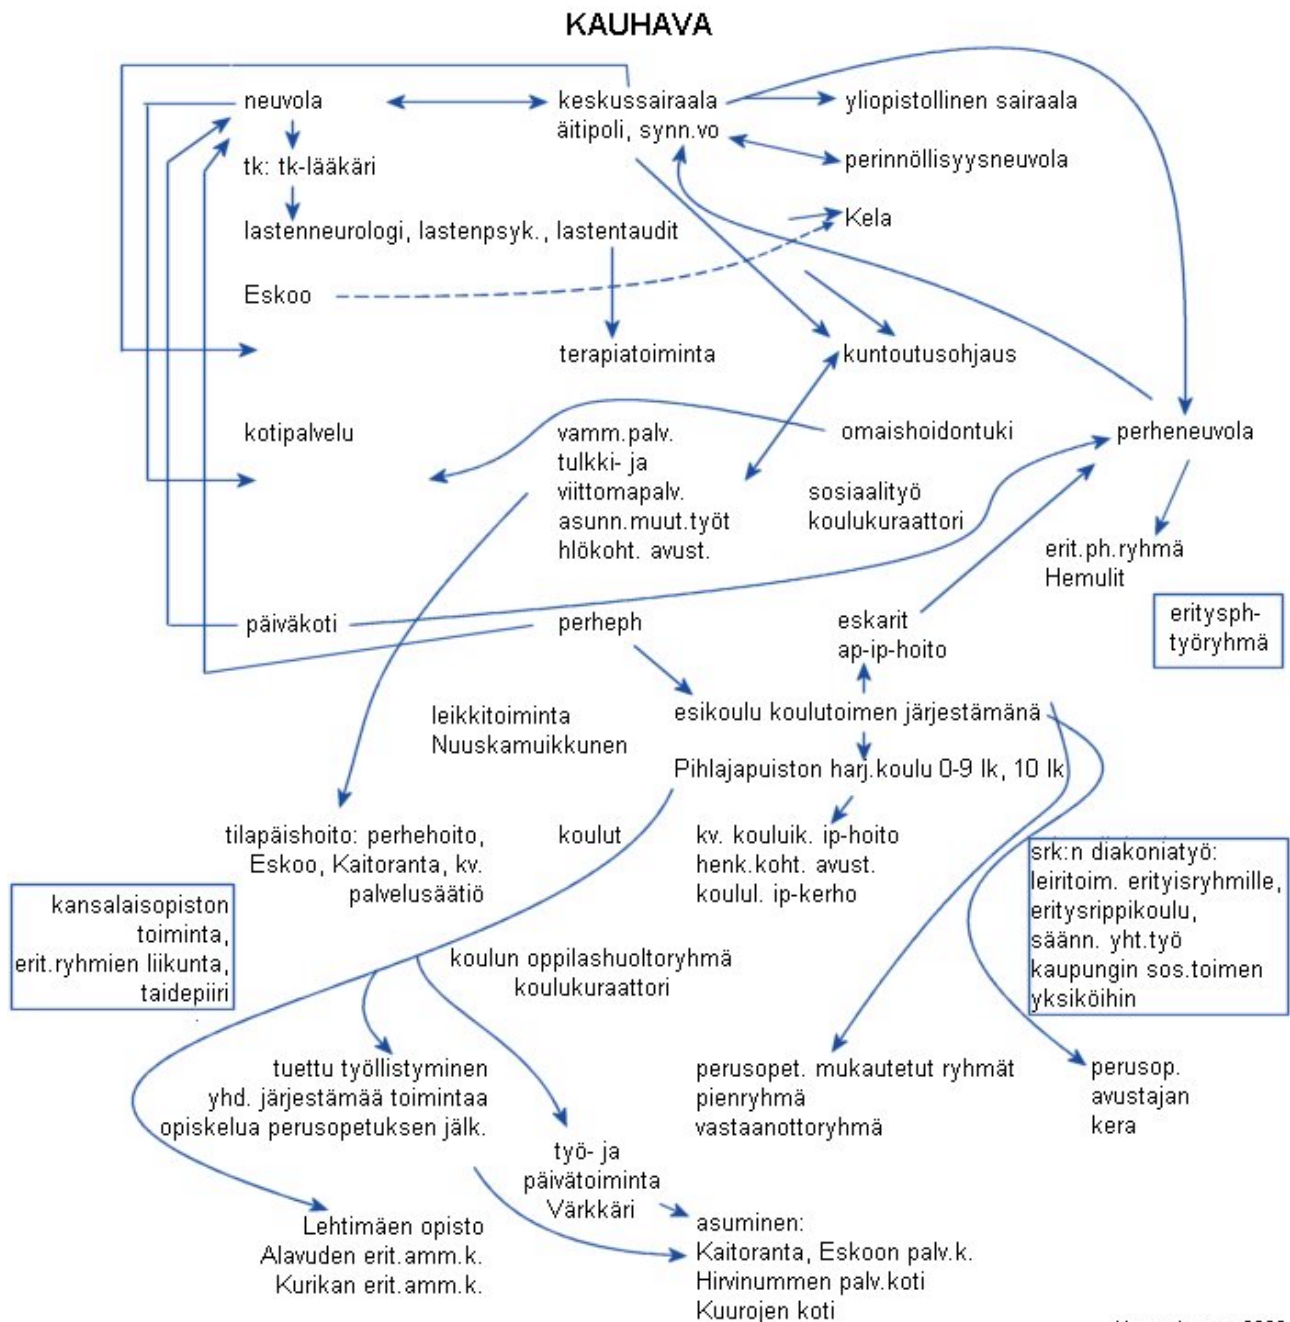 KAUHAVA
neuvola
keskussairaala
äitipoli, synn.vo
yliopistollinen sairaala
tk: tk-lääkäri
perinnöllisyysneuvola
lastenneurologi, lastenpsyk., lastentaudit
Kela
Eskoo
terapiatoiminta
kuntoutusohjaus
kotipalvelu
vamm.palv.
tulkki- ja
viittomapalv.
asunn.muut.työt
hlökoht. avust.
omaishoidontuki
perheneuvola
sosiaalityö
koulukuraattori
erit.ph.ryhmä
Hemulit
eritysph-
työryhmä
päiväkoti
perheph
eskarit
ap-ip-hoito
leikkitoiminta
Nuuskamuikkunen
esikoulu koulutoimen järjestämänä
Pihlajapuiston harj.koulu 0-9 lk, 10 lk
tilapäishoito: perhehoito,
Eskoo, Kaitoranta, kv.
palvelusäätiö
koulut
kv. kouluik. ip-hoito
henk.koht. avust.
koulul. ip-kerho
srk:n diakoniatyö:
leiritoim. erityisryhmille,
eritysrippikoulu,
säänn. yht.työ
kaupungin sos.toimen
yksiköihin
kansalaisopiston
toiminta,
erit.ryhmien liikunta,
taidepiiri
koulun oppilashuoltoryhmä
koulukuraattori
tuettu työllistyminen
yhd. järjestämää toimintaa
opiskelua perusopetuksen jälk.
perusopet. mukautetut ryhmät
pienryhmä
vastaanottoryhmä
perusop.
avustajan
kera
työ- ja
päivätoiminta
Värkkäri
Lehtimäen opisto
Alavuden erit.amm.k.
Kurikan erit.amm.k.
asuminen:
Kaitoranta, Eskoon palv.k.
Hirvinummen palv.koti
Kuurojen koti